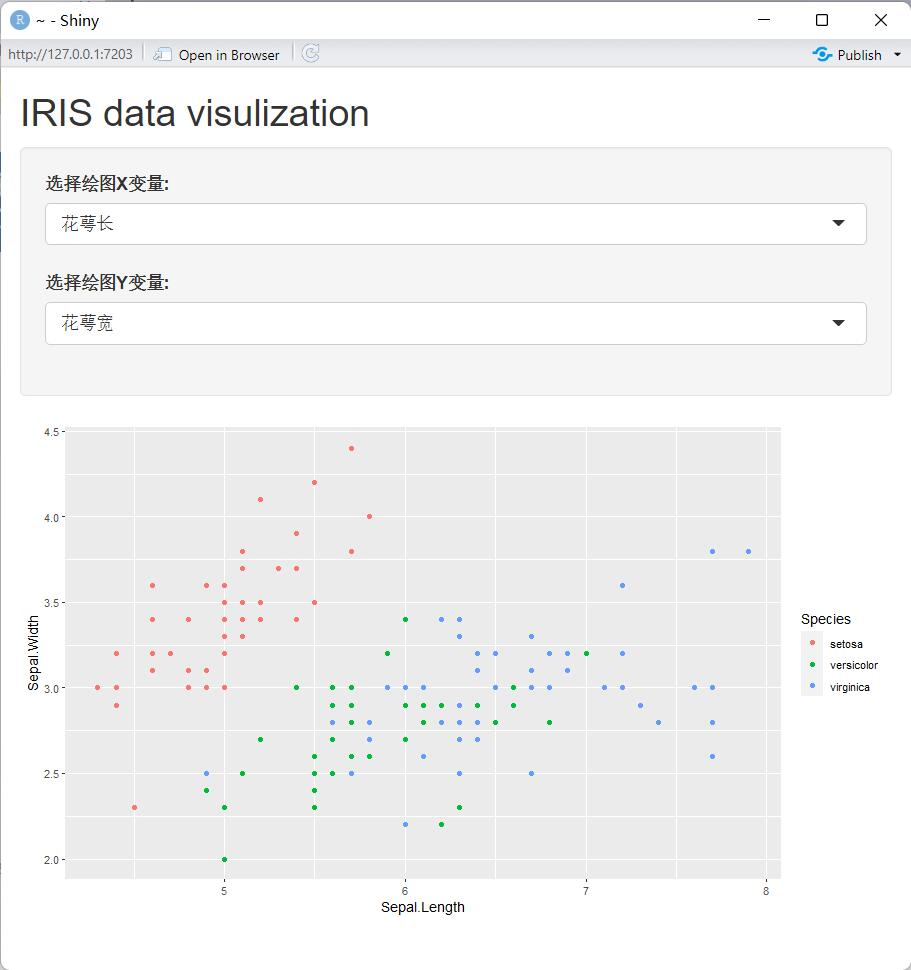 R ~ - Shiny
http://127.0.0.1:7203 Open in Browser Publish
IRIS data visulization
选择绘图X变量:
花萼长
选择绘图Y变量:
花萼宽
4.5
4.0
3.5
3.0
2.5
2.0
Sepal.Width
5 6 7 8
Sepal.Length
Species
setosa
versicolor
virginica